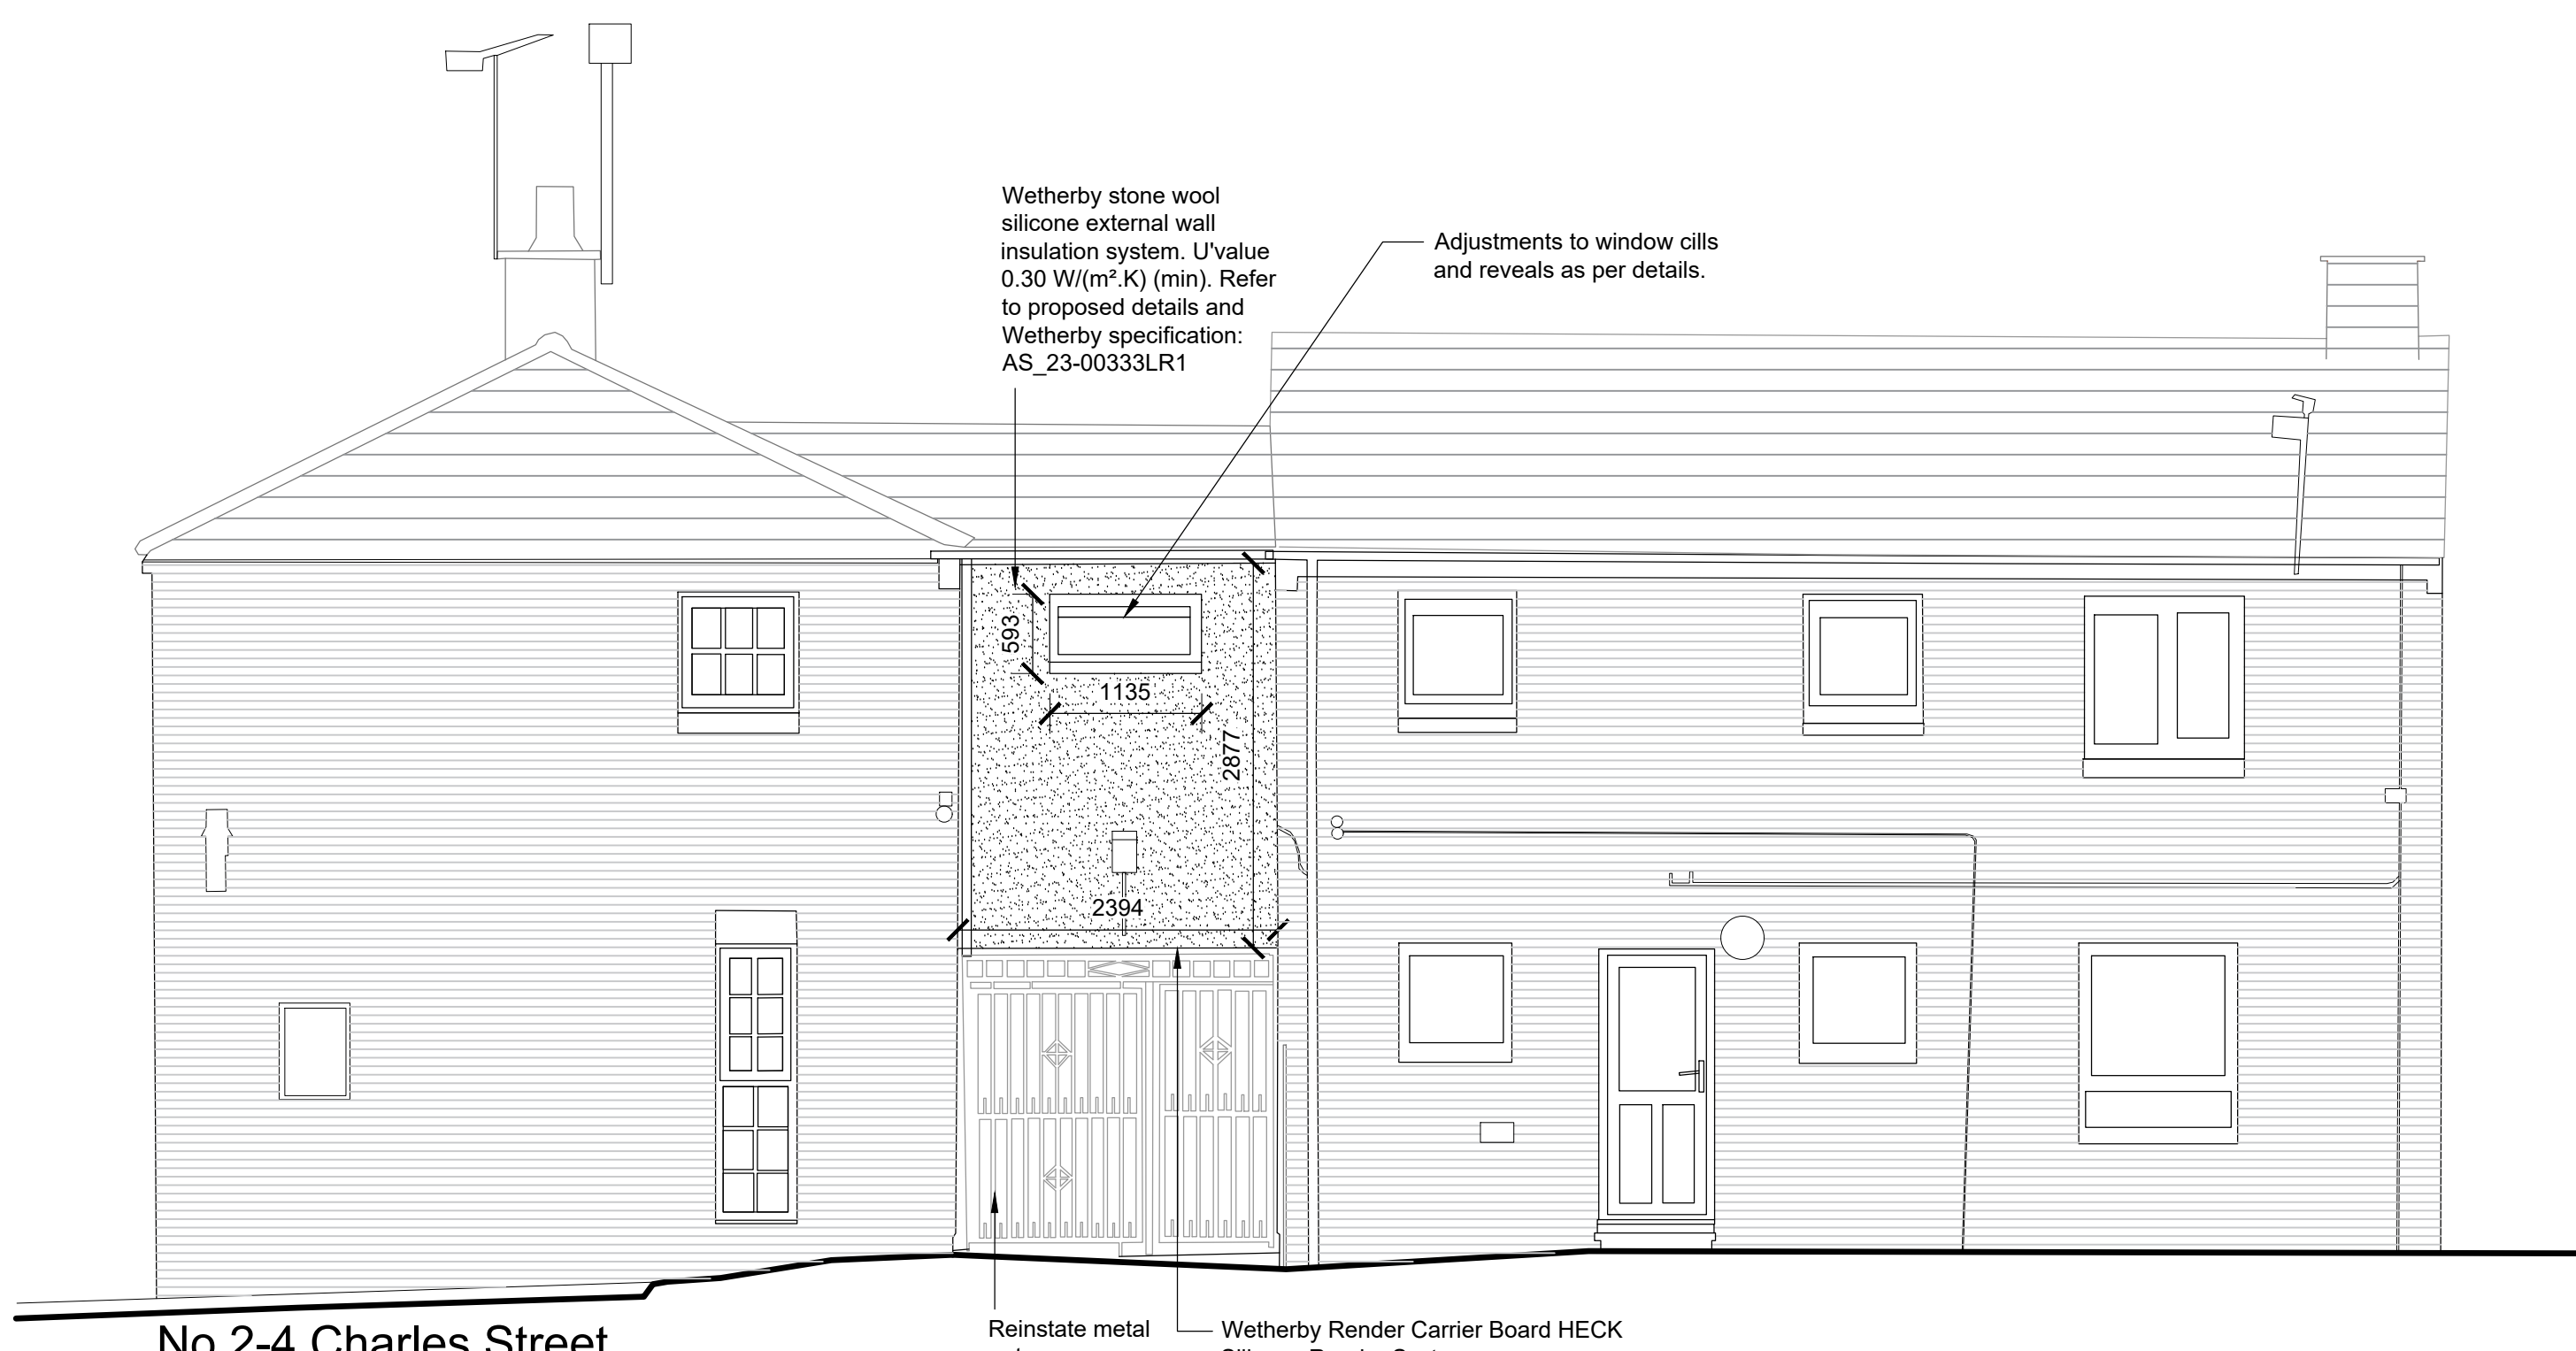 Wetherby stone wool
silicone external wall
insulation system. U'value
0.30 W/(m².K) (min). Refer
to proposed details and
Wetherby specification:
AS_23-00333LR1
Adjustments to window cills
and reveals as per details.
593
1135
2877
2394
Reinstate metal
Wetherby Render Carrier Board HECK
No 2-4 Charles Street